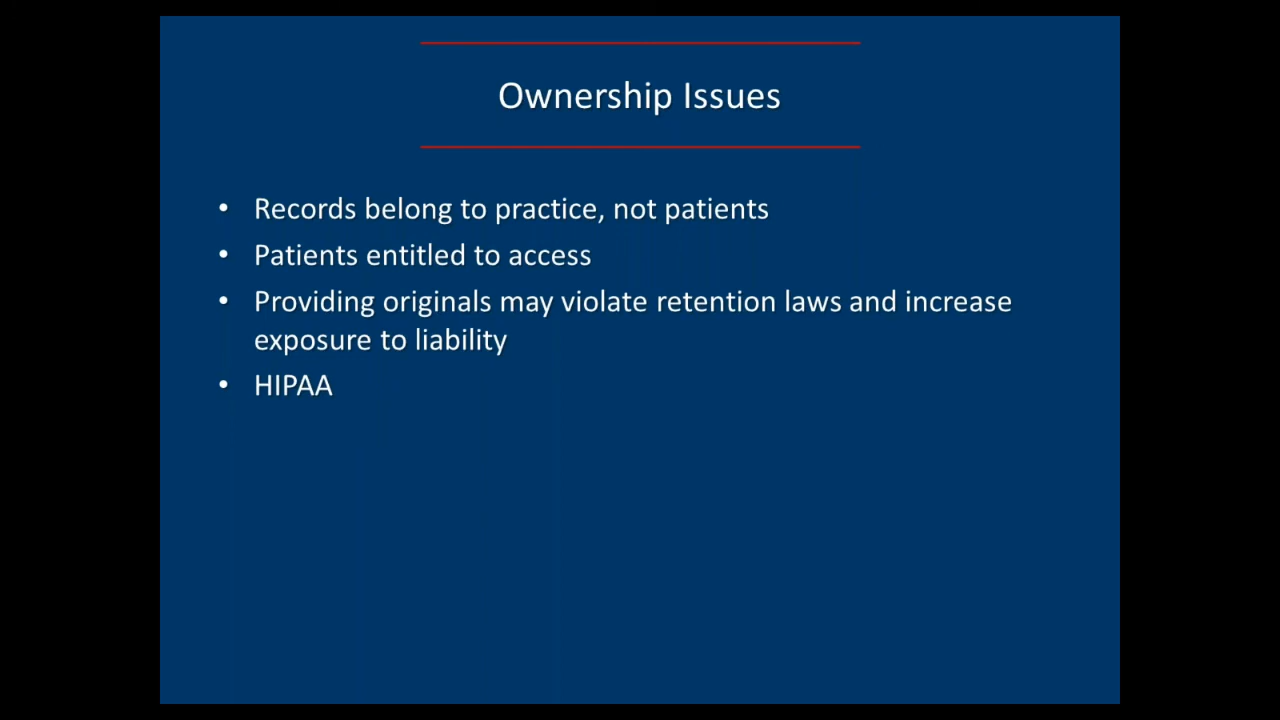 Ownership Issues
• Records belong to practice, not patients
• Patients entitled to access
• Providing originals may violate retention laws and increase
exposure to liability
• HIPAA